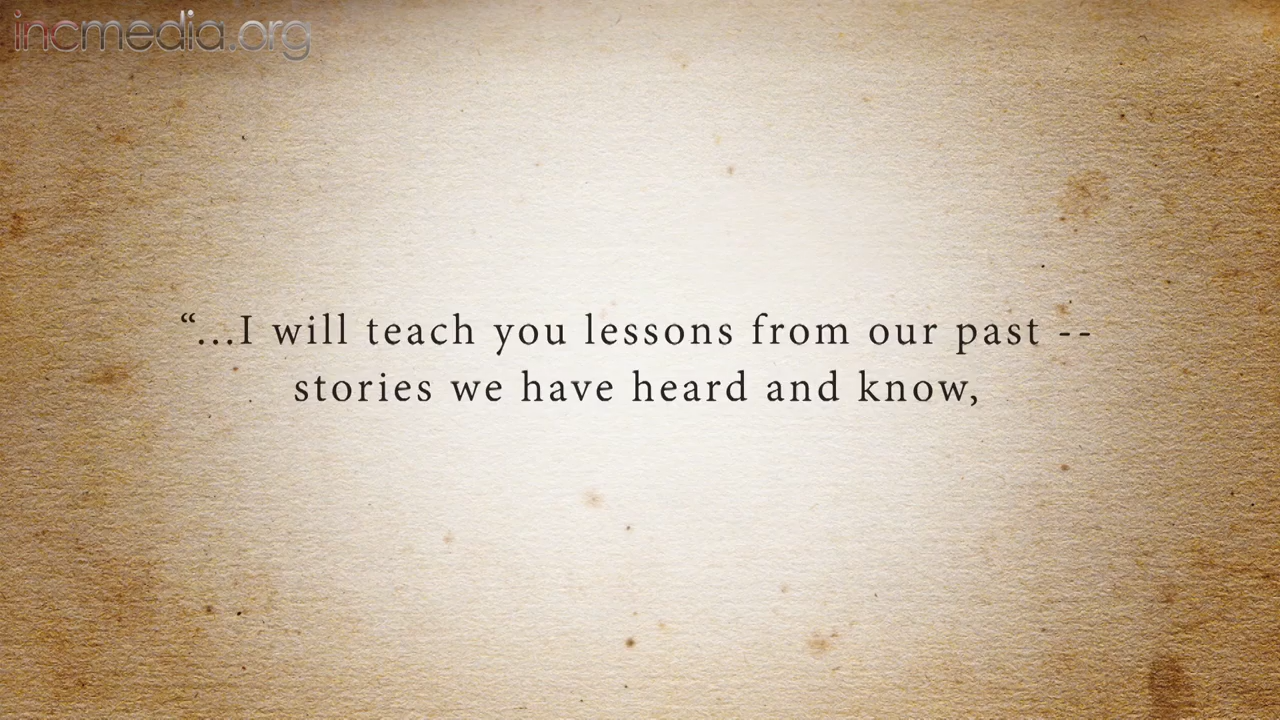 incmedia.org
“...I will teach you lessons from our past --
stories we have heard and know,